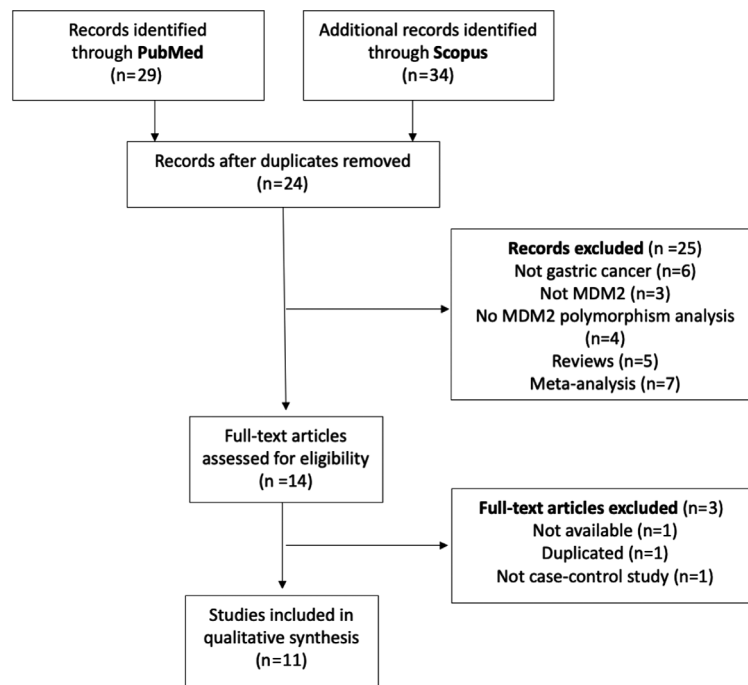 Records identified
through PubMed
(n=29)
Additional records identified
through Scopus
(n=34)
Records after duplicates removed
(n=24)
Records excluded (n =25)
Not gastric cancer (n=6)
Not MDM2 (n=3)
No MDM2 polymorphism analysis
(n=4)
Reviews (n=5)
Meta-analysis (n=7)
Full-text articles
assessed for eligibility
(n =14)
Full-text articles excluded (n=3)
Not available (n=1)
Duplicated (n=1)
Not case-control study (n=1)
Studies included in
qualitative synthesis
(n=11)